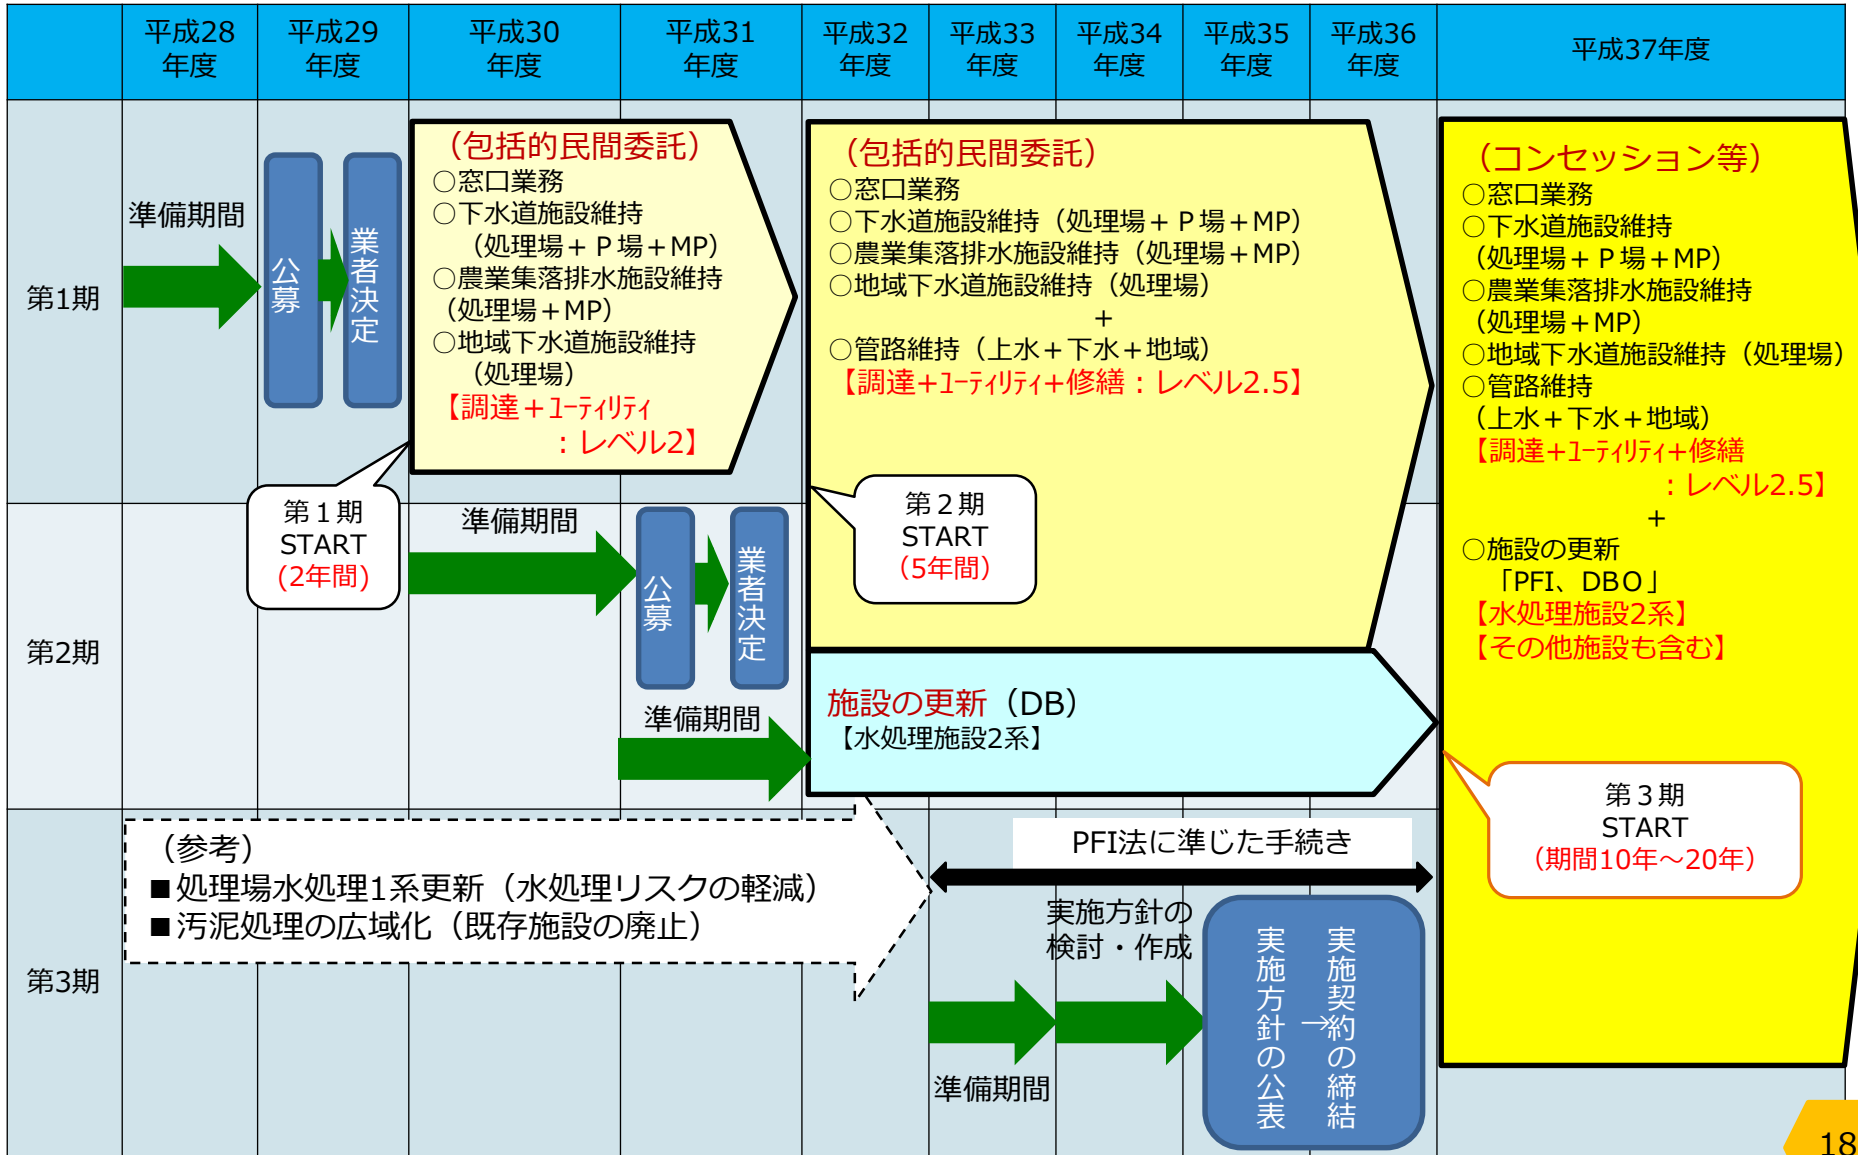 平成28
年度
平成29
年度
平成30
年度
平成31
年度
平成32
年度
平成33
年度
平成34
年度
平成35
年度
平成36
年度
平成37年度
第1期
準備期間
公募
業者決定
（包括的民間委託）
○窓口業務
○下水道施設維持
（処理場＋Ｐ場＋MP）
○農業集落排水施設維持
（処理場＋MP）
○地域下水道施設維持
（処理場）
【調達＋ﾕｰﾃｨﾘﾃｨ
：レベル2】
（包括的民間委託）
○窓口業務
○下水道施設維持（処理場＋Ｐ場＋MP）
○農業集落排水施設維持（処理場＋MP）
○地域下水道施設維持（処理場）
＋
○管路維持（上水＋下水＋地域）
【調達+ﾕｰﾃｨﾘﾃｨ+修繕：レベル2.5】
（コンセッション等）
○窓口業務
○下水道施設維持
（処理場＋Ｐ場＋MP）
○農業集落排水施設維持
（処理場＋MP）
○地域下水道施設維持（処理場）
○管路維持
（上水＋下水＋地域）
【調達+ﾕｰﾃｨﾘﾃｨ+修繕
：レベル2.5】
＋
○施設の更新
「PFI、DBO」
【水処理施設2系】
【その他施設も含む】
第１期
START
(2年間)
第２期
START
（5年間）
第2期
準備期間
公募
業者決定
準備期間
施設の更新（DB）
【水処理施設2系】
第３期
START
（期間10年～20年）
第3期
（参考）
■処理場水処理1系更新（水処理リスクの軽減）
■汚泥処理の広域化（既存施設の廃止）
PFI法に準じた手続き
実施方針の
検討・作成
準備期間
実施方針の公表
→
実施契約の締結
18